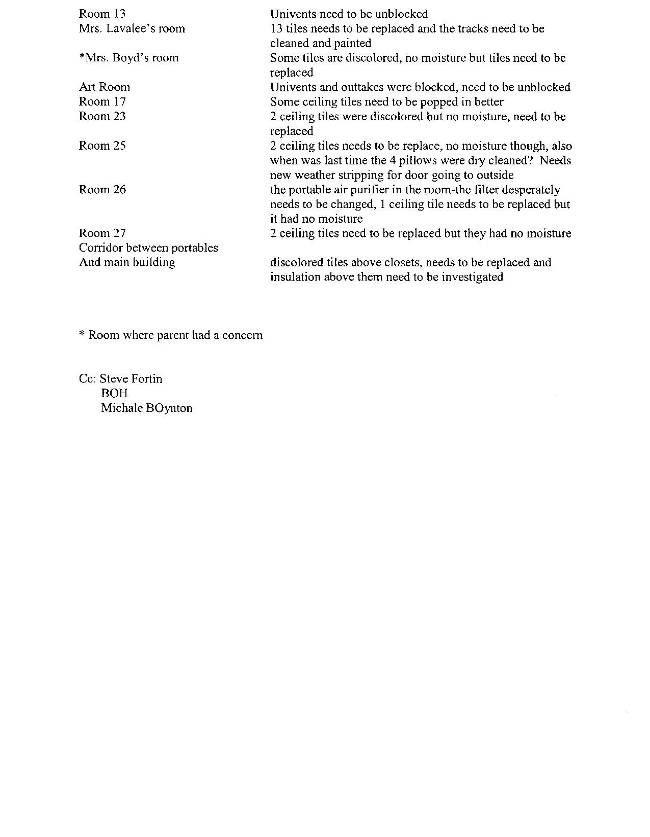 Room 13 Univents need to be unblocked
Mrs. Lavalee's room 13 tiles needs to be replaced and the tracks need to be
cleaned and painted
*Mrs. Boyd's room Some tiles are discolored, no moisture but tiles need to be
replaced
Art Room Univents and outtakes were blocked, need to be unblocked
Room 17 Some ceiling tiles need to be popped in better
Room 23 2 ceiling tiles were discolored but no moisture, need to be
replaced
Room 25 2 ceiling tiles needs to be replace, no moisture though, also
when was last time the 4 pillows were dry cleaned? Needs
new weather stripping for door going to outside
Room 26 the portable air purifier in the room-the filter desperately
needs to be changed, 1 ceiling tile needs to be replaced but
it had no moisture
Room 27 2 ceiling tiles need to be replaced but they had no moisture
Corridor between portables
And main building discolored tiles above closets, needs to be replaced and
insulation above them need to be investigated
* Room where parent had a concern
Cc: Steve Fortin
BOH
Michale BOynton